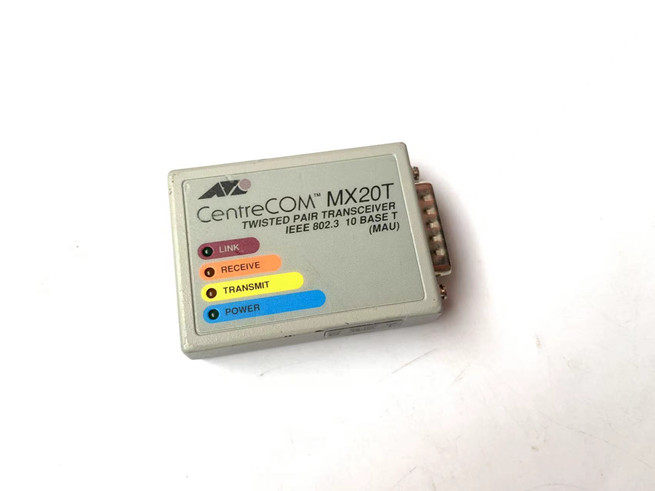 CentreCOM™ MX20T
TWISTED PAIR TRANSCEIVER
IEEE 802.3 10 BASE T
(MAU)
LINK
RECEIVE
TRANSMIT
POWER